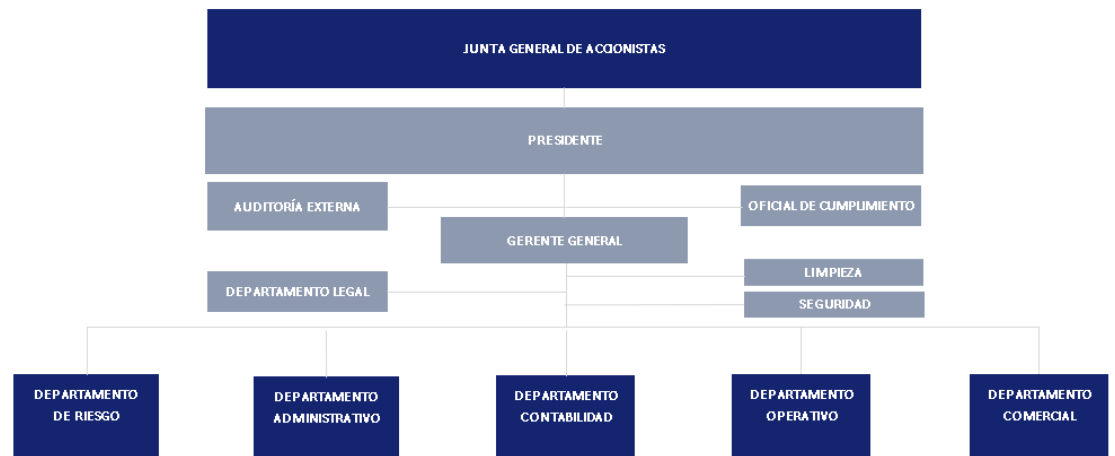 JUNTA GENERAL DE ACCIONISTAS
PRESIDENTE
AUDITORÍA EXTERNA
OFICIAL DE CUMPLIMIENTO
GERENTE GENERAL
LIMPIEZA
DEPARTAMENTO LEGAL
SEGURIDAD
DEPARTAMENTO
DE RIESGO
DEPARTAMENTO
ADMINISTRATIVO
DEPARTAMENTO
CONTABILIDAD
DEPARTAMENTO
OPERATIVO
DEPARTAMENTO
COMERCIAL